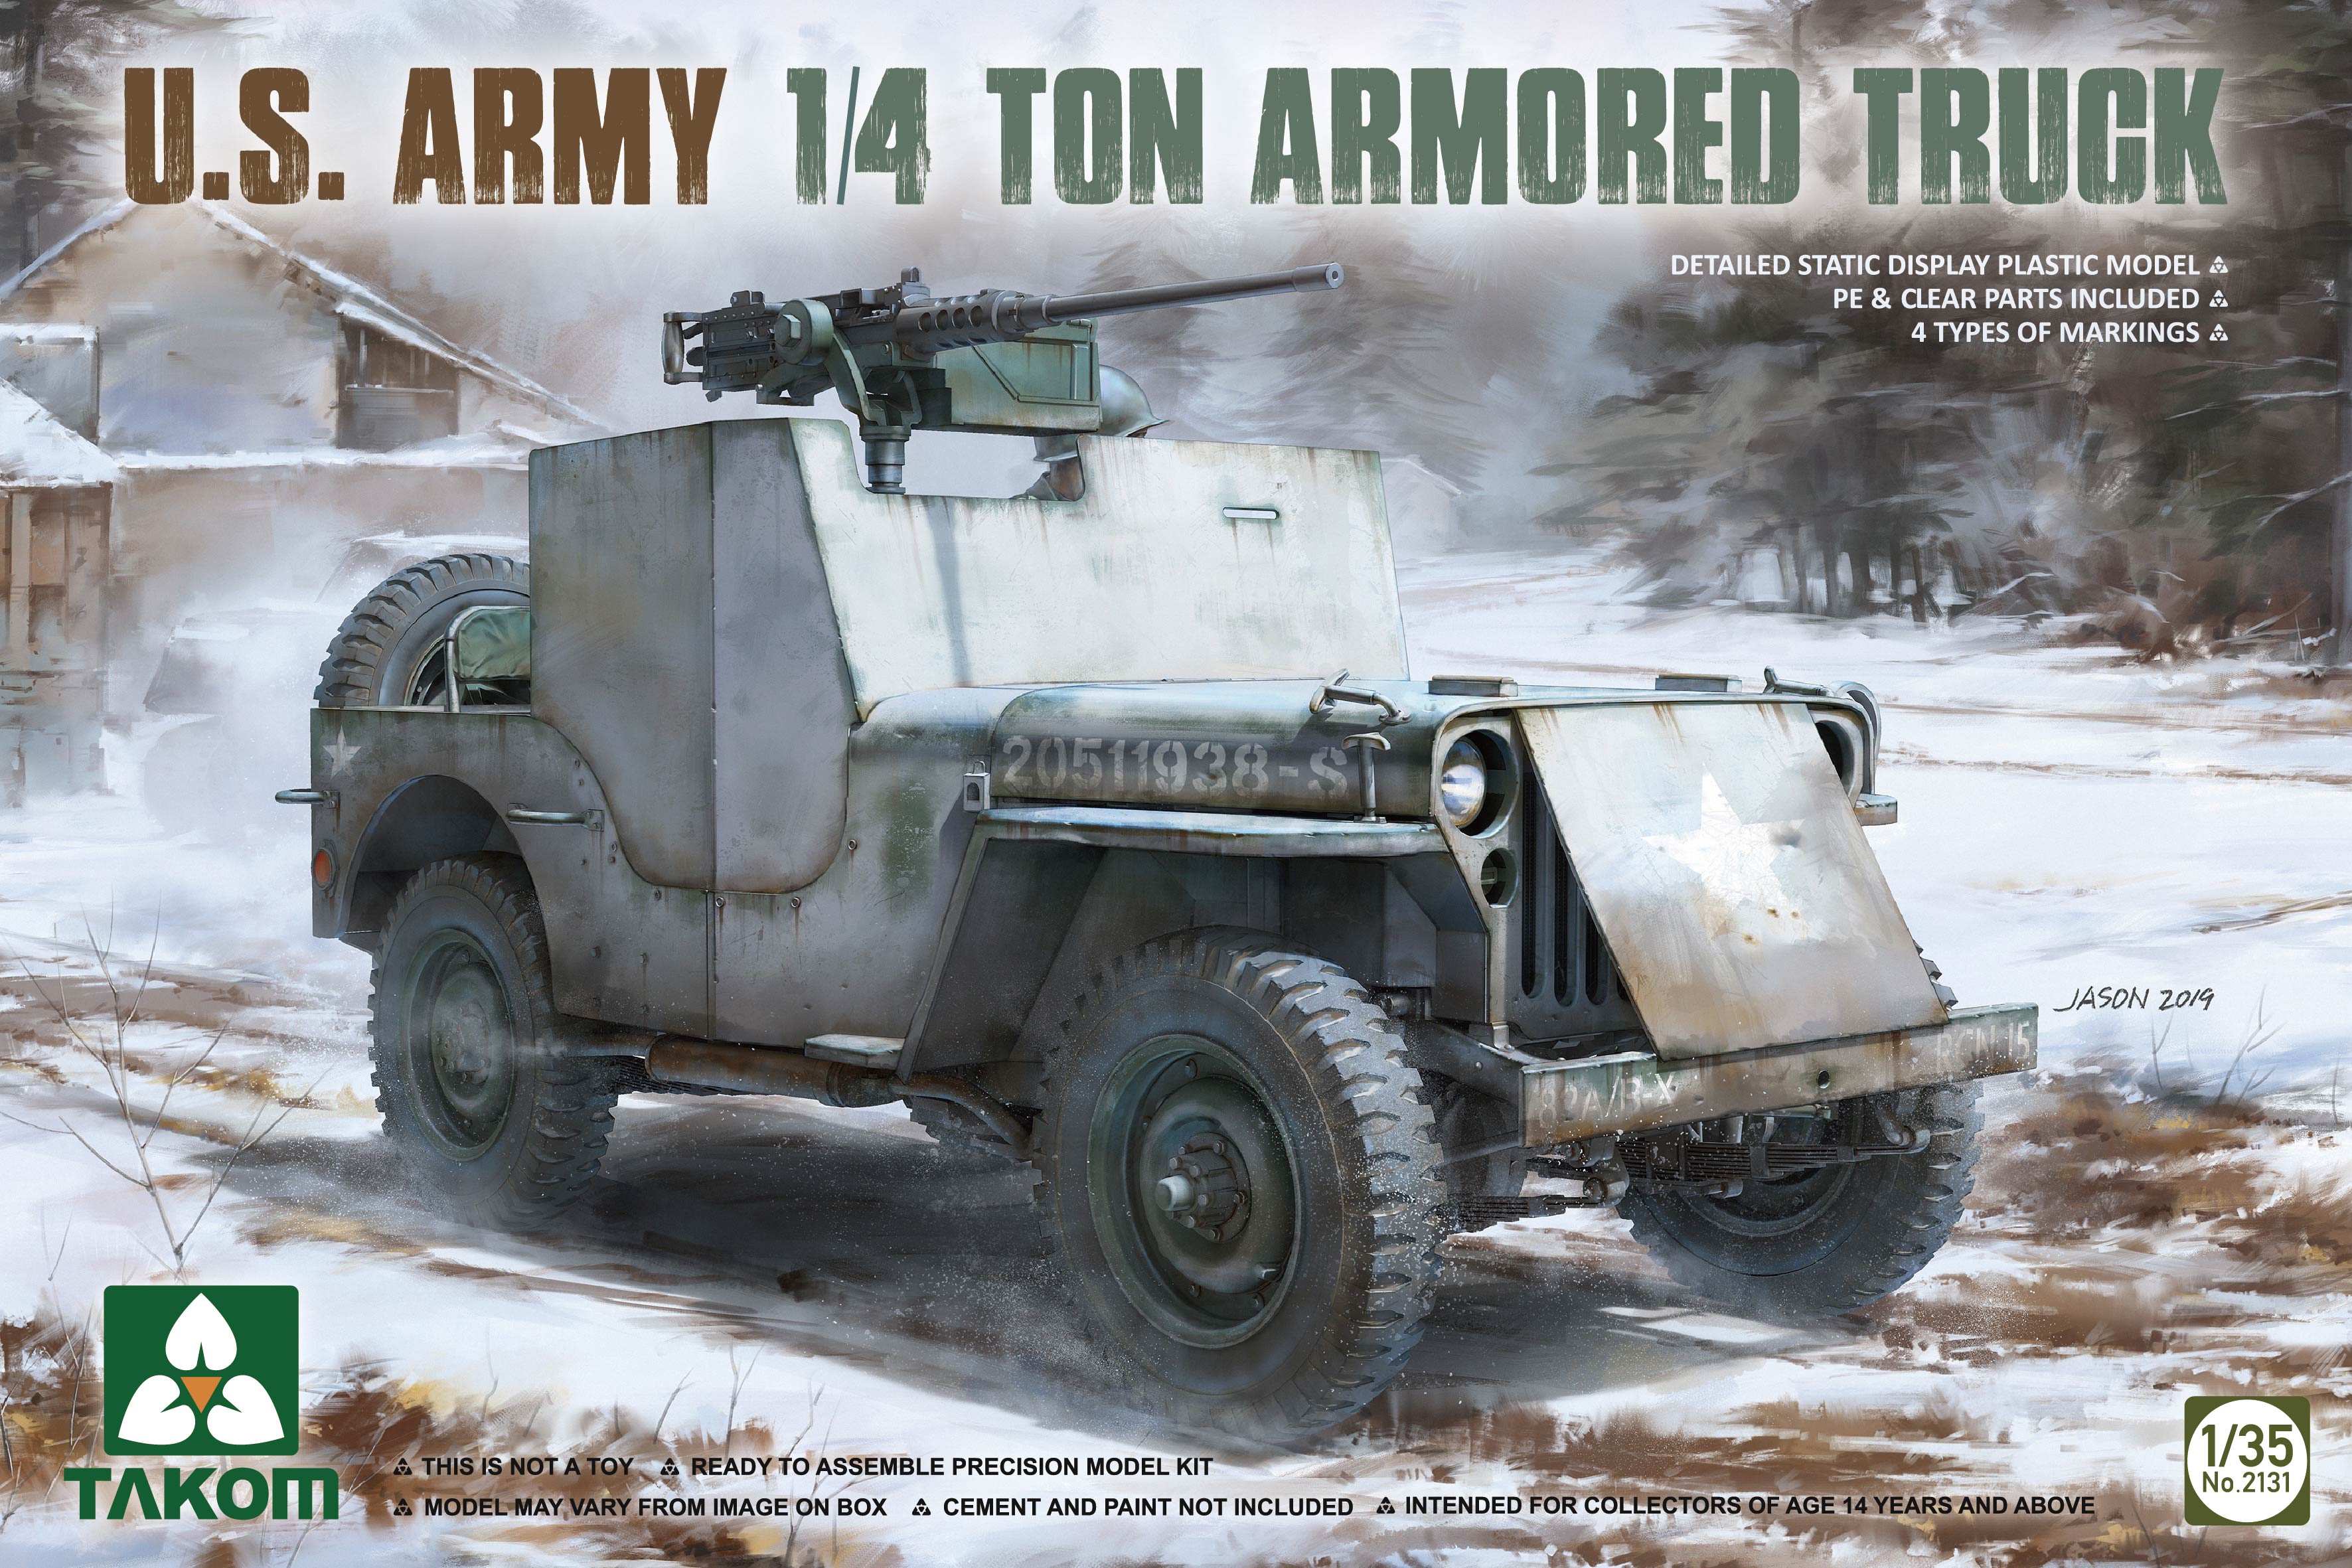 U.S. ARMY 1/4 TON ARMORED TRUCK
DETAILED STATIC DISPLAY PLASTIC MODEL
PE & CLEAR PARTS INCLUDED
4 TYPES OF MARKINGS
20511938-S
JASON 2019
RCN-15
82A/B-X
TAKOM
THIS IS NOT A TOY READY TO ASSEMBLE PRECISION MODEL KIT
MODEL MAY VARY FROM IMAGE ON BOX CEMENT AND PAINT NOT INCLUDED INTENDED FOR COLLECTORS OF AGE 14 YEARS AND ABOVE
1/35
No.2131